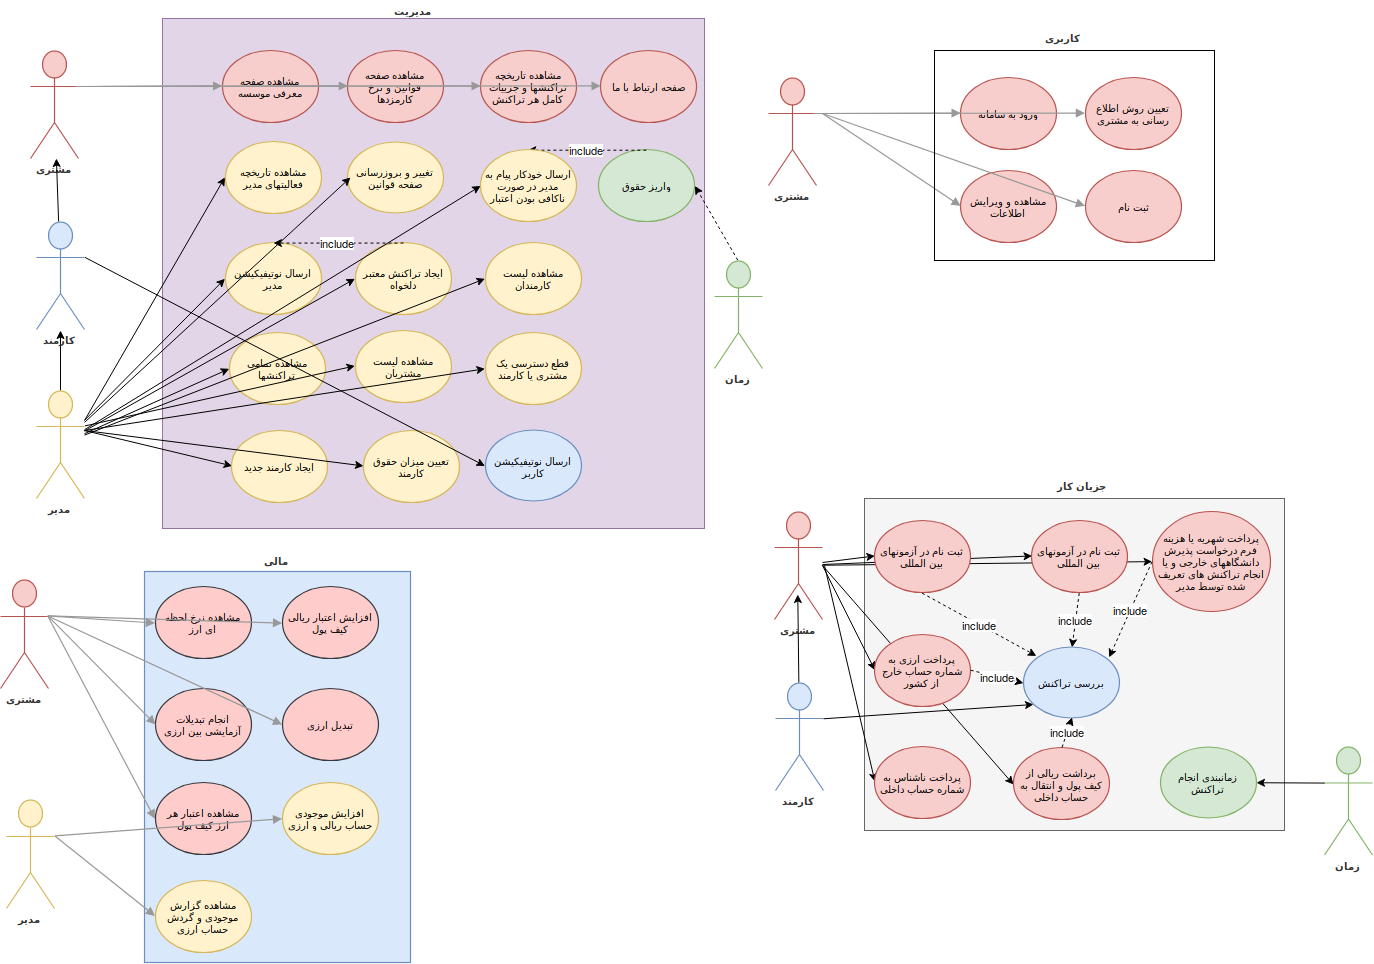 مدیریت
مشاهده صفحه
معرفی موسسه
مشاهده صفحه
قوانین و نرخ
کارمزدها
مشاهده تاریخچه
تراکنشها و جزییات
کامل هر تراکنش
صفحه ارتباط با ما
مشتری
مشاهده تاریخچه
فعالیتهای مدیر
تغییر و بروزرسانی
صفحه قوانین
ارسال خودکار پیام به
مدیر در صورت
ناکافی بودن اعتبار
include
واریز حقوق
کارمند
ارسال نوتیفیکیشن
مدیر
include
ایجاد تراکنش معتبر
دلخواه
مشاهده لیست
کارمندان
زمان
مشاهده تمامی
تراکنشها
مشاهده لیست
مشتریان
قطع دسترسی یک
مشتری یا کارمند
مدیر
ایجاد کارمند جدید
تعیین میزان حقوق
کارمند
ارسال نوتیفیکیشن
کاربر
کاربری
مشتری
ورود به سامانه
تعیین روش اطلاع
رسانی به مشتری
مشاهده و ویرایش
اطلاعات
ثبت نام
مالی
مشتری
مشاهده نرخ لحظه
ای ارز
افزایش اعتبار ریالی
کیف پول
انجام تبدیلات
آزمایشی بین ارزی
تبدیل ارزی
مشاهده اعتبار هر
ارز کیف پول
افزایش موجودی
حساب ریالی و ارزی
مدیر
مشاهده گزارش
موجودی و گردش
حساب ارزی
جریان کار
مشتری
ثبت نام در آزمونهای
بین المللی
ثبت نام در آزمونهای
بین المللی
پرداخت شهریه یا هزینه
فرم درخواست پذیرش
دانشگاههای خارجی و یا
انجام تراکنش های تعریف
شده توسط مدیر
include
include
include
پرداخت ارزی به
شماره حساب خارج
از کشور
include
بررسی تراکنش
include
کارمند
پرداخت ناشناس به
شماره حساب داخلی
برداشت ریالی از
کیف پول و انتقال به
حساب داخلی
زمانبندی انجام
تراکنش
زمان